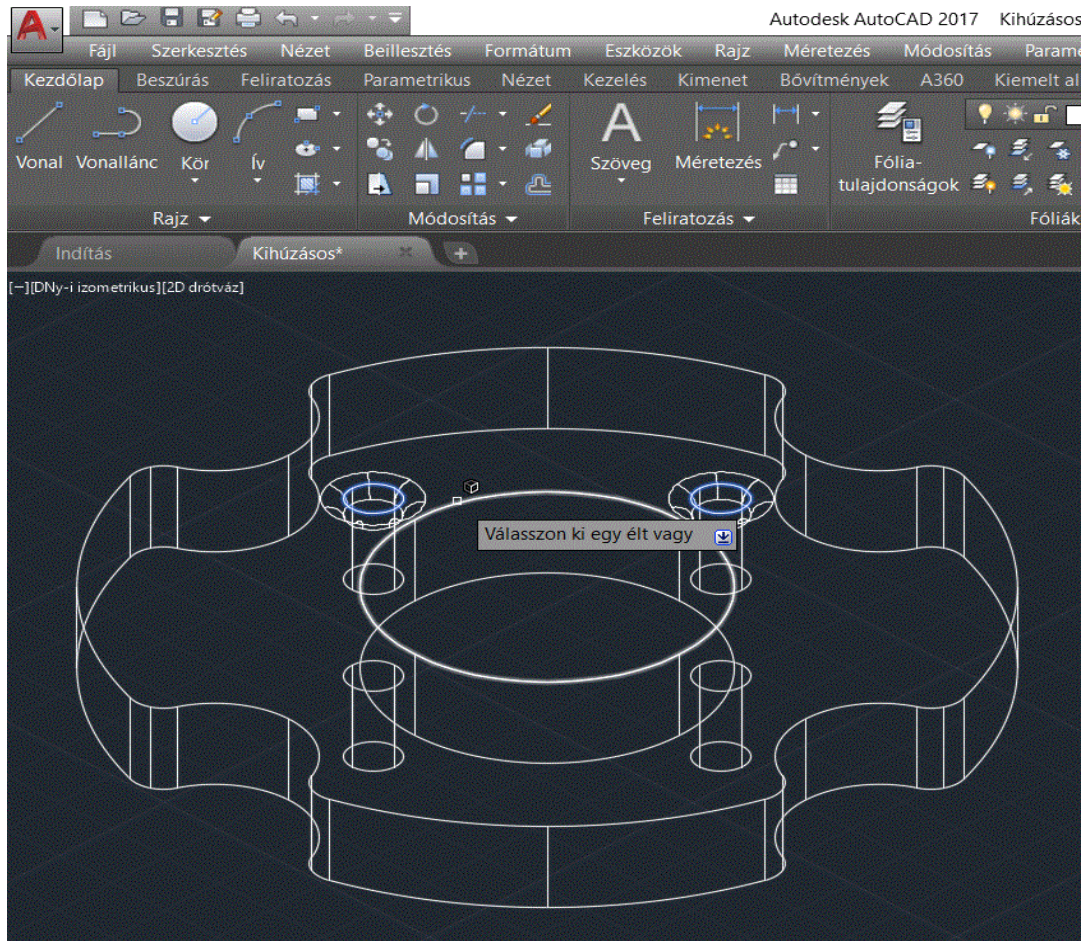 Autodesk AutoCAD 2017 Kihúzásos
Fájl Szerkesztés Nézet Beillesztés Formátum Eszközök Rajz Méretezés Módosítás Param
Kezdőlap Beszúrás Feliratozás Parametrikus Nézet Kezelés Kimenet Bővítmények A360 Kiemelt al
Vonal Vonallánc Kör Ív Szöveg Méretezés Fólia-
tulajdonságok
Rajz Módosítás Feliratozás Fóliák
Indítás Kihúzásos*
[−][DNy-i izometrikus][2D drótváz]
Válasszon ki egy élt vagy